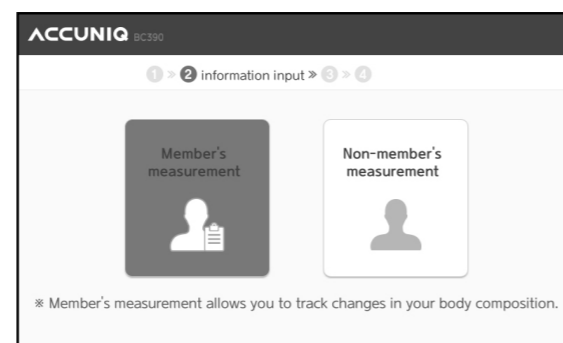 ACCUNIQ BC390
1 » 2 information input » 3 » 4
Member's
measurement
Non-member's
measurement
※ Member's measurement allows you to track changes in your body composition.